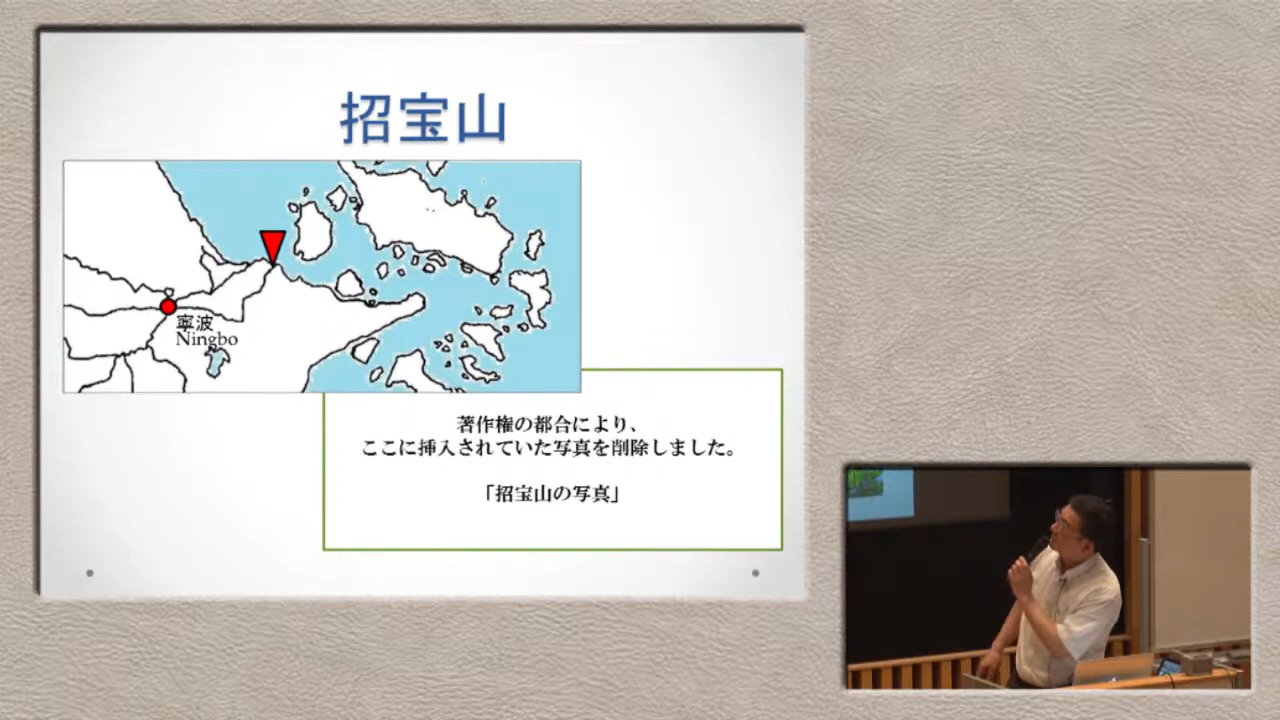 招宝山
寧波
Ningbo
著作権の都合により、
ここに挿入されていた写真を削除しました。
「招宝山の写真」